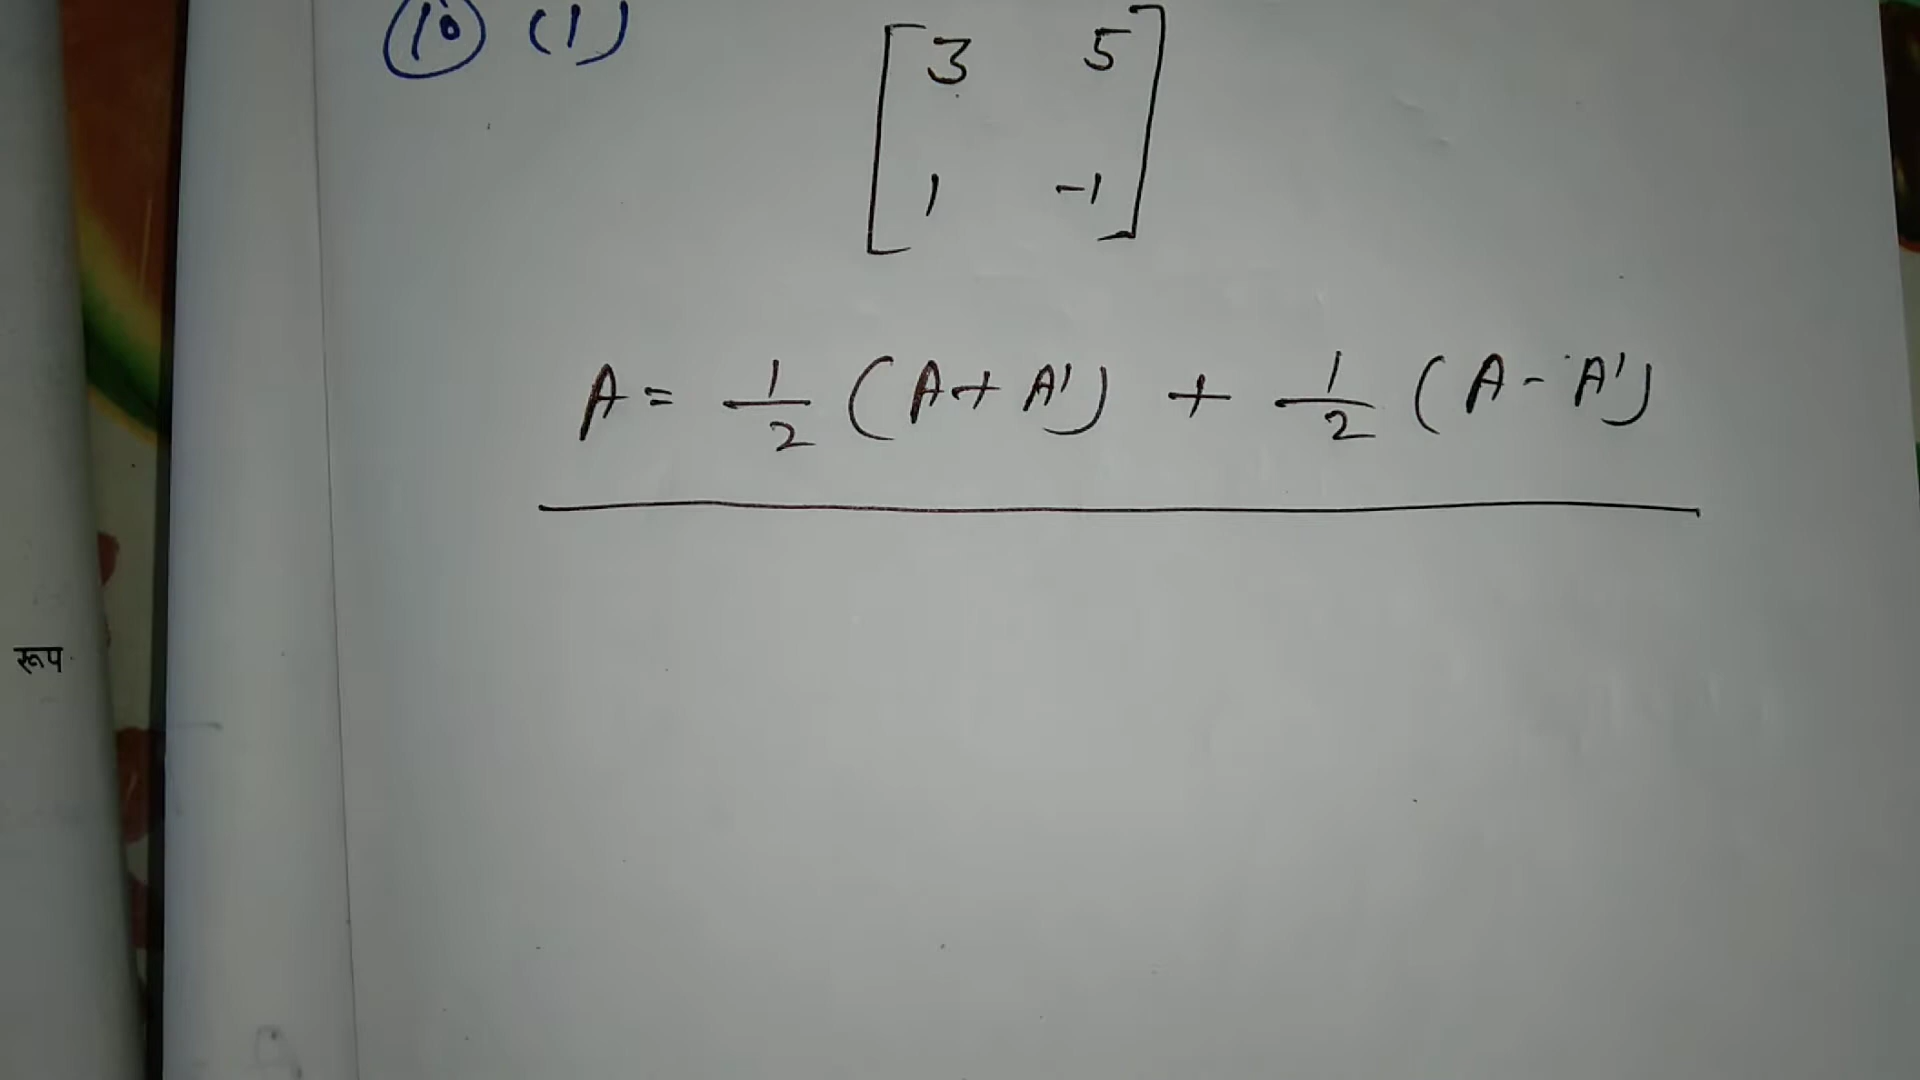 10 (1)
[3 5
1 -1]
A = 1/2 (A + A') + 1/2 (A - A')
रूप